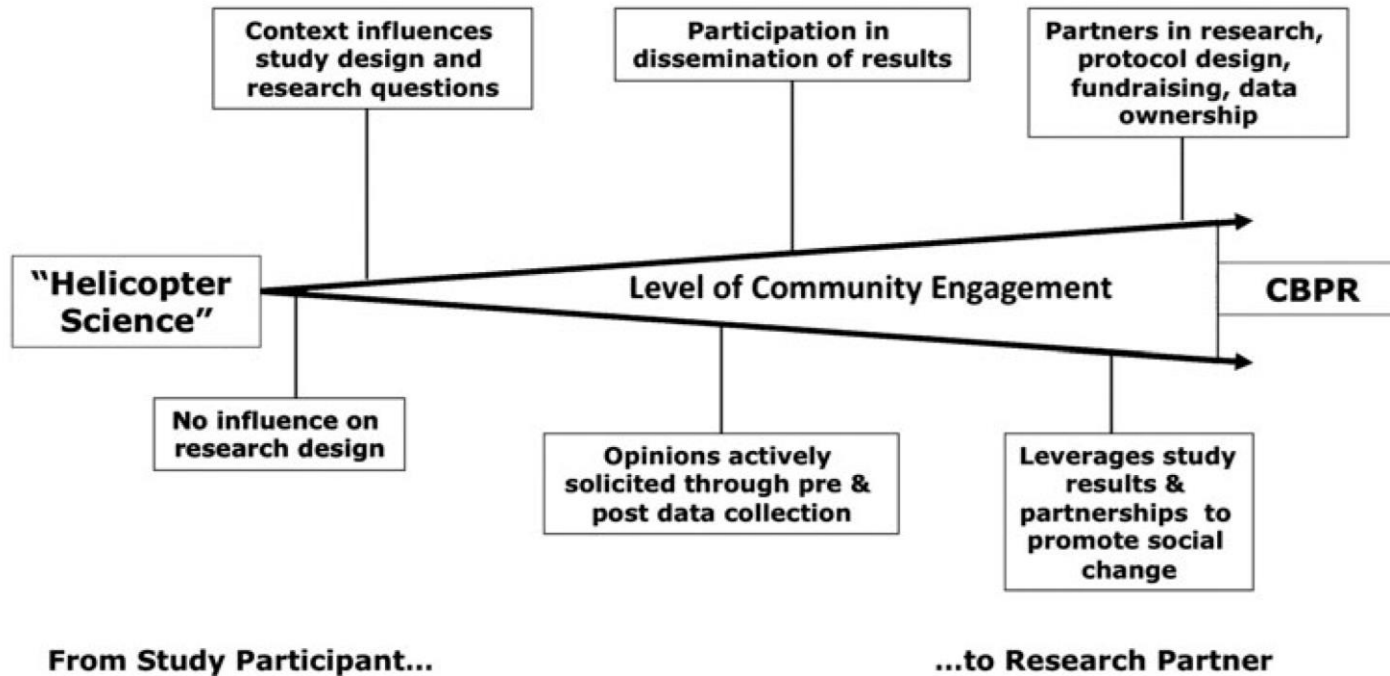 Context influences
study design and
research questions
Participation in
dissemination of results
Partners in research,
protocol design,
fundraising, data
ownership
“Helicopter
Science”
Level of Community Engagement
CBPR
No influence on
research design
Opinions actively
solicited through pre &
post data collection
Leverages study
results &
partnerships to
promote social
change
From Study Participant...
...to Research Partner